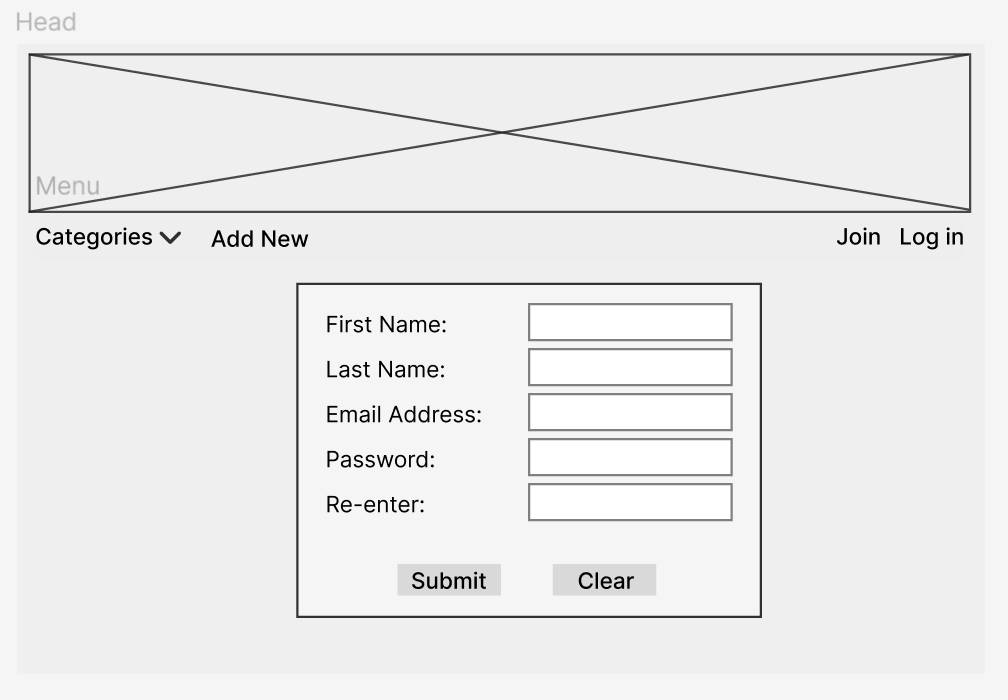 Head
Menu
Categories Add New Join Log in
First Name:
Last Name:
Email Address:
Password:
Re-enter:
Submit Clear